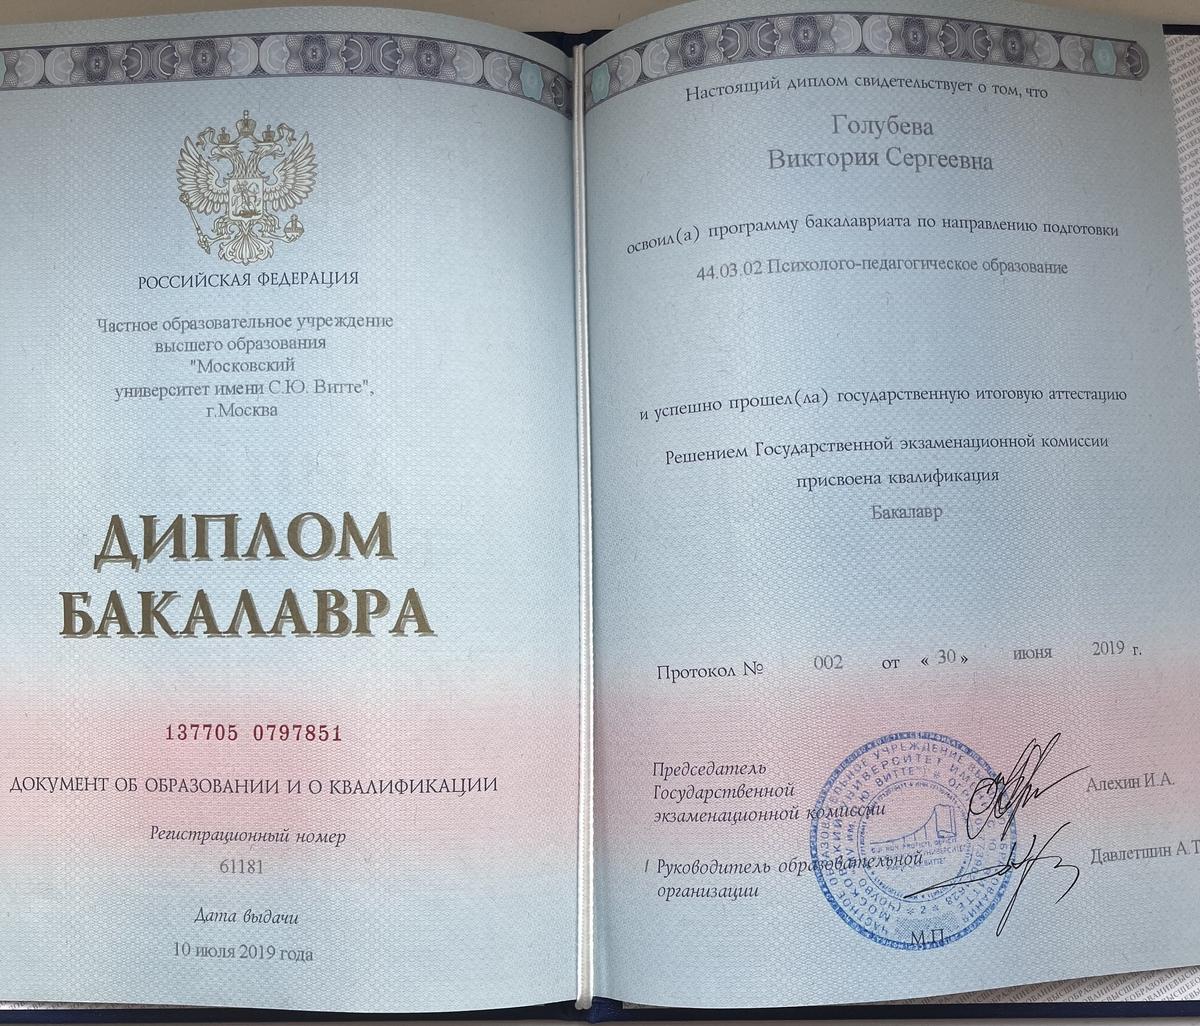 РОССИЙСКАЯ ФЕДЕРАЦИЯ
Частное образовательное учреждение
высшего образования
"Московский
университет имени С.Ю. Витте",
г.Москва
ДИПЛОМ
БАКАЛАВРА
137705 0797851
ДОКУМЕНТ ОБ ОБРАЗОВАНИИ И О КВАЛИФИКАЦИИ
Регистрационный номер
61181
Дата выдачи
10 июля 2019 года
Настоящий диплом свидетельствует о том, что
Голубева
Виктория Сергеевна
освоил(а) программу бакалавриата по направлению подготовки
44.03.02 Психолого-педагогическое образование
и успешно прошел(ла) государственную итоговую аттестацию
Решением Государственной экзаменационной комиссии
присвоена квалификация
Бакалавр
Протокол № 002 от « 30 » июня 2019 г.
Председатель
Государственной
экзаменационной комиссии
Алехин И.А.
Руководитель образовательной
организации
Давлетшин А.Т
М.П.